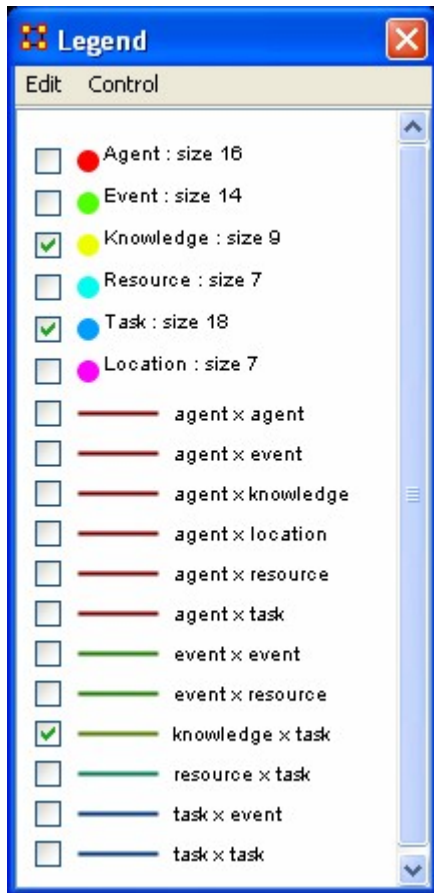 Legend
Edit Control
Agent : size 16
Event : size 14
Knowledge : size 9
Resource : size 7
Task : size 18
Location : size 7
agent x agent
agent x event
agent x knowledge
agent x location
agent x resource
agent x task
event x event
event x resource
knowledge x task
resource x task
task x event
task x task